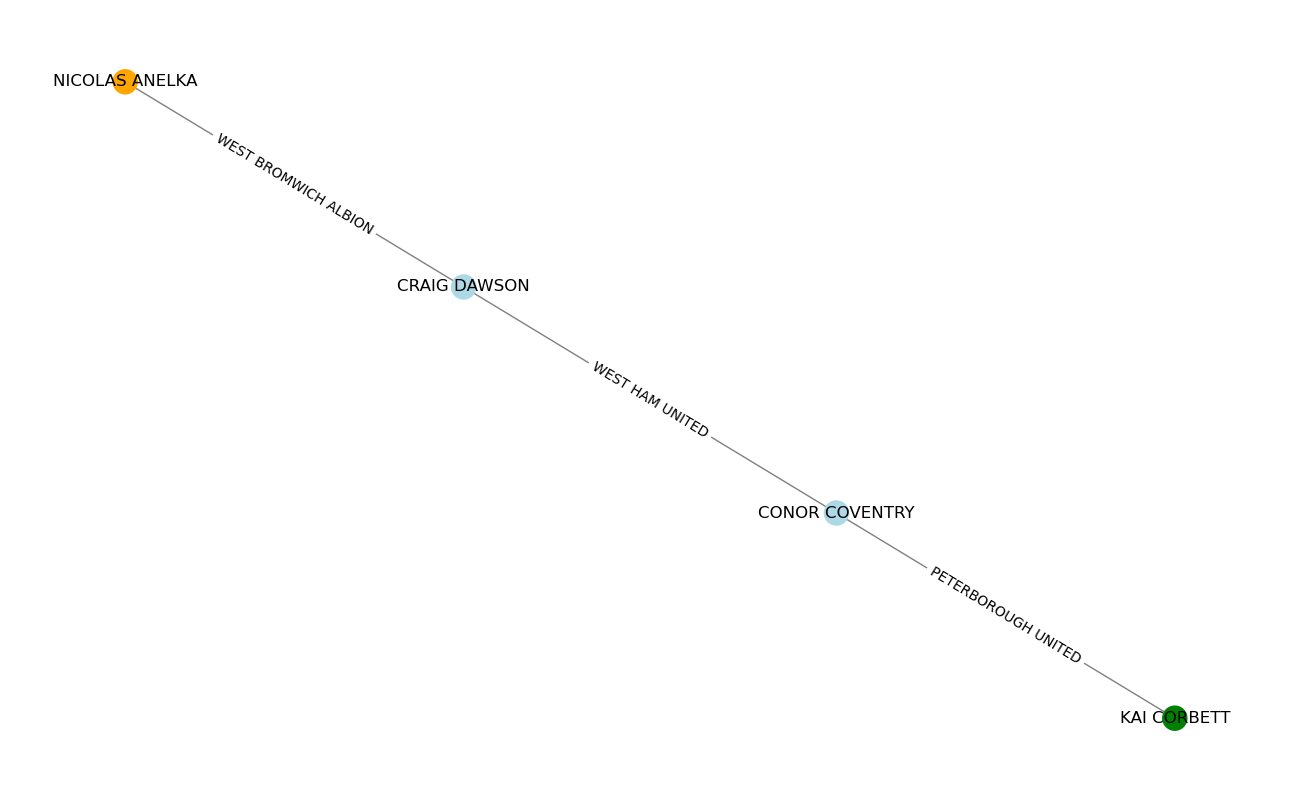 NICOLAS ANELKA
WEST BROMWICH ALBION
CRAIG DAWSON
WEST HAM UNITED
CONOR COVENTRY
PETERBOROUGH UNITED
KAI CORBETT